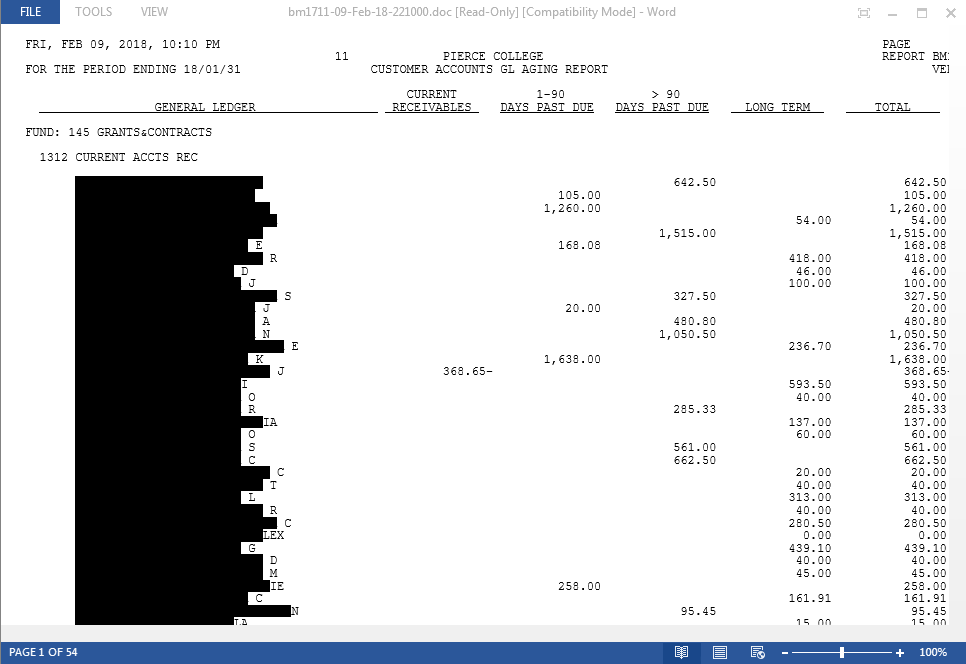 FILE TOOLS VIEW bm1711-09-Feb-18-221000.doc [Read-Only] [Compatibility Mode] - Word
FRI, FEB 09, 2018, 10:10 PM PAGE
11 PIERCE COLLEGE REPORT BM
FOR THE PERIOD ENDING 18/01/31 CUSTOMER ACCOUNTS GL AGING REPORT VE
CURRENT 1-90 > 90
GENERAL LEDGER RECEIVABLES DAYS PAST DUE DAYS PAST DUE LONG TERM TOTAL
FUND: 145 GRANTS&CONTRACTS
1312 CURRENT ACCTS REC
642.50 642.50
105.00 105.00
1,260.00 1,260.00
54.00 54.00
1,515.00 1,515.00
E 168.08 168.08
R 418.00 418.00
D 46.00 46.00
J 100.00 100.00
S 327.50 327.50
J 20.00 20.00
A 480.80 480.80
N 1,050.50 1,050.50
E 236.70 236.70
K 1,638.00 1,638.00
J 368.65- 368.65-
I 593.50 593.50
O 40.00 40.00
R 285.33 285.33
IA 137.00 137.00
O 60.00 60.00
S 561.00 561.00
C 662.50 662.50
C 20.00 20.00
T 40.00 40.00
L 313.00 313.00
R 40.00 40.00
C 280.50 280.50
LEX 0.00 0.00
G 439.10 439.10
D 40.00 40.00
M 45.00 45.00
IE 258.00 258.00
C 161.91 161.91
N 95.45 95.45
IA 15.00 15.00
PAGE 1 OF 54 100%